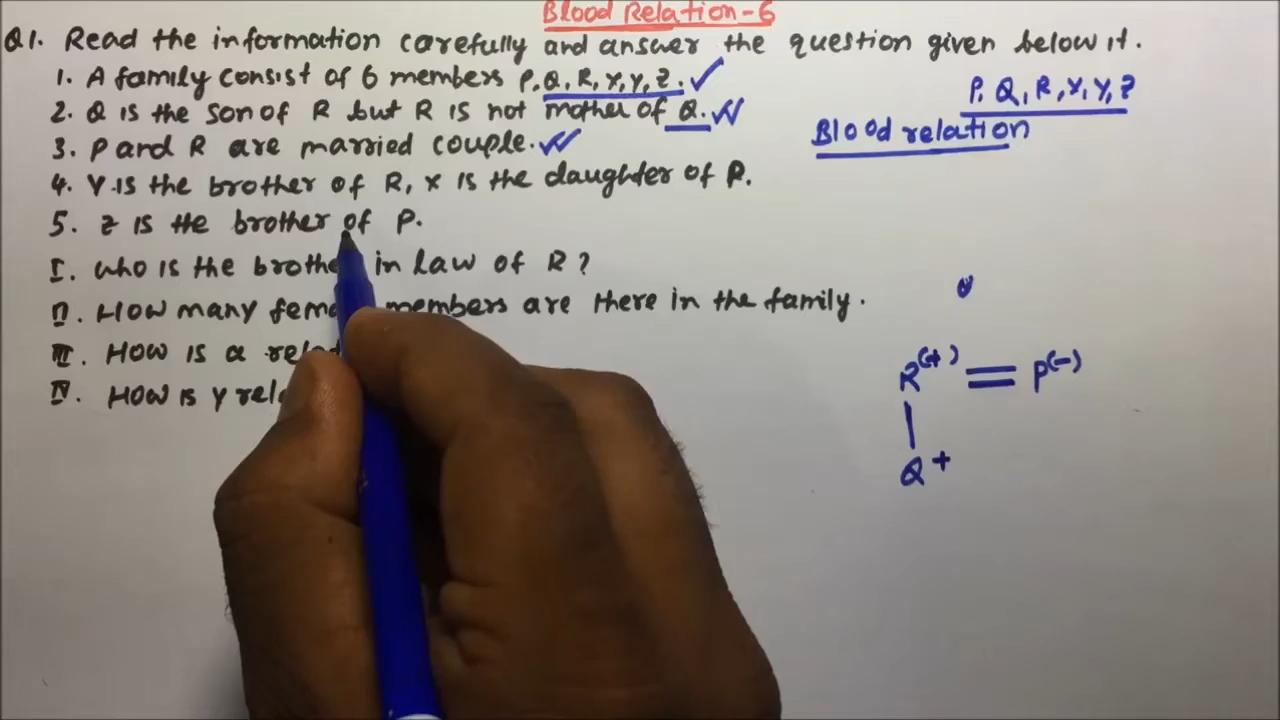 Blood Relation-6
Q1. Read the information carefully and answer the question given below it.
1. A family consist of 6 members P, Q, R, X, Y, Z.
P, Q, R, X, Y, Z
2. Q is the son of R but R is not mother of Q.
Blood relation
3. P and R are married couple.
4. Y is the brother of R, X is the daughter of P.
5. Z is the brother of P.
I. who is the brothe in law of R?
II. How many fem members are there in the family.
III. How is a rela
IV. How is Y rel
R(+) = P(-)
Q +